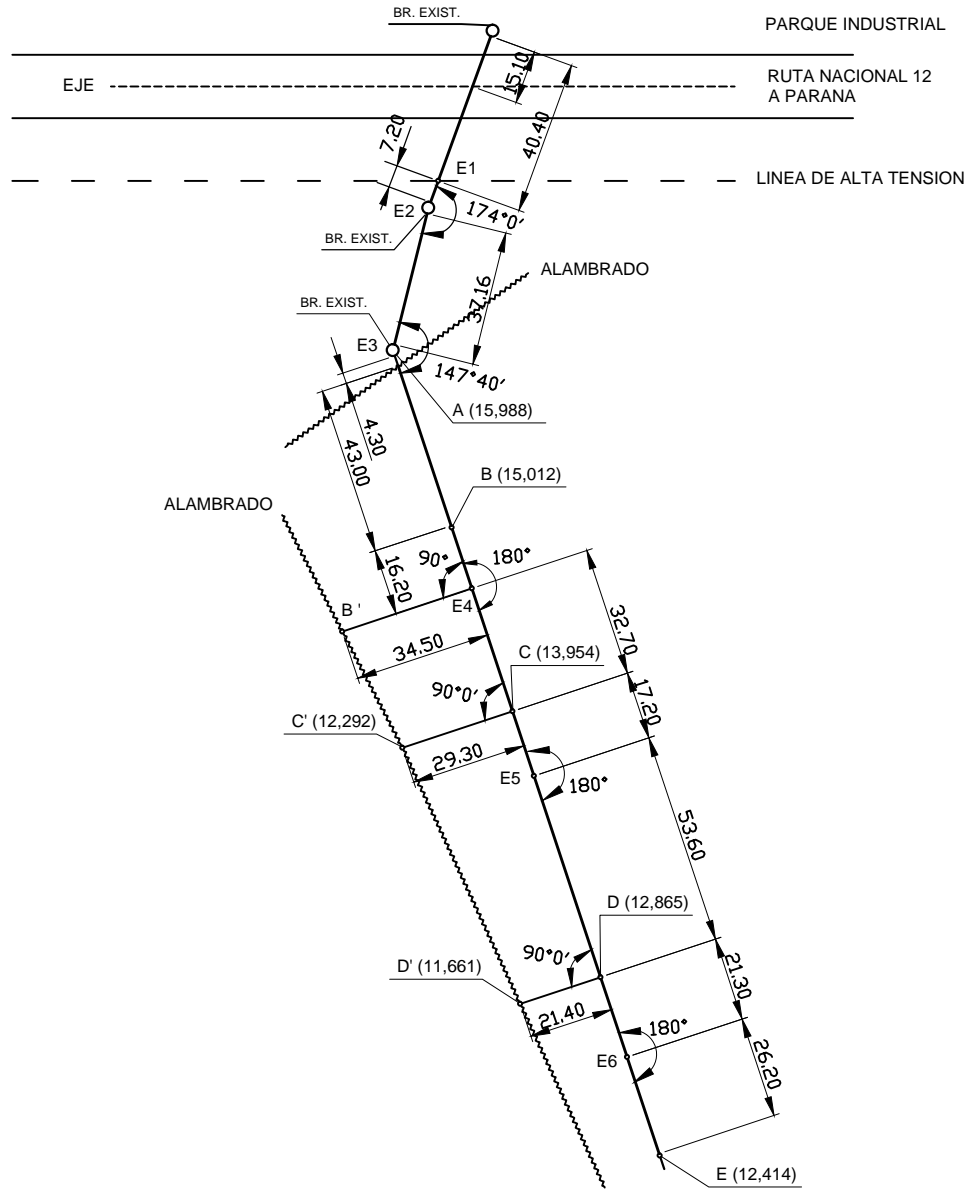 BR. EXIST.
PARQUE INDUSTRIAL
15.10
EJE
RUTA NACIONAL 12
A PARANA
40.40
7.20
E1
LINEA DE ALTA TENSION
E2
174°0'
BR. EXIST.
ALAMBRADO
37.16
BR. EXIST.
E3
147°40'
A (15,988)
4.30
43.00
B (15,012)
ALAMBRADO
90°
180°
16.20
B '
E4
32.70
34.50
C (13,954)
90°0'
17.20
C' (12,292)
29.30
E5
180°
53.60
D (12,865)
90°0'
D' (11,661)
21.30
21.40
180°
E6
26.20
E (12,414)